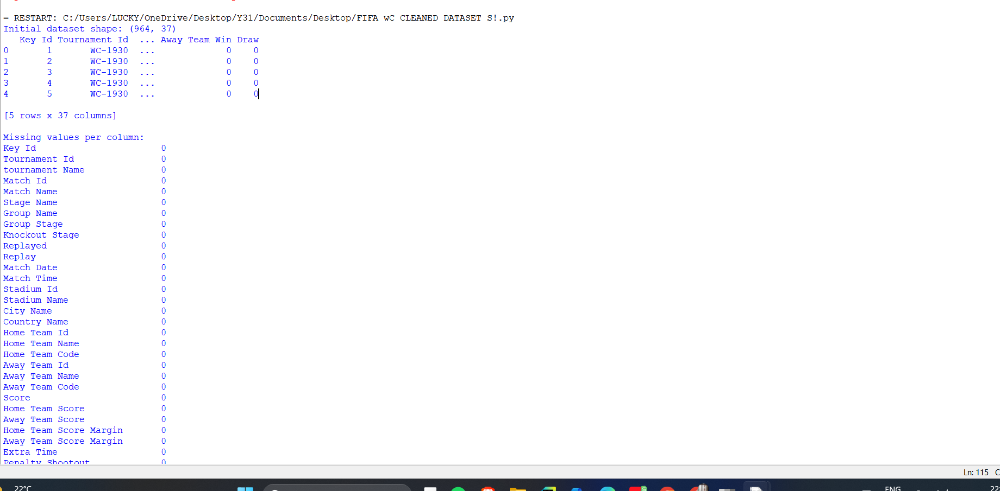 = RESTART: C:/Users/LUCKY/OneDrive/Desktop/Y31/Documents/Desktop/FIFA wC CLEANED DATASET S!.py
Initial dataset shape: (964, 37)
   Key Id Tournament Id  ... Away Team Win Draw
0       1       WC-1930  ...             0    0
1       2       WC-1930  ...             0    0
2       3       WC-1930  ...             0    0
3       4       WC-1930  ...             0    0
4       5       WC-1930  ...             0    0
[5 rows x 37 columns]
Missing values per column:
Key Id                       0
Tournament Id                0
tournament Name              0
Match Id                     0
Match Name                   0
Stage Name                   0
Group Name                   0
Group Stage                  0
Knockout Stage               0
Replayed                     0
Replay                       0
Match Date                   0
Match Time                   0
Stadium Id                   0
Stadium Name                 0
City Name                    0
Country Name                 0
Home Team Id                 0
Home Team Name               0
Home Team Code               0
Away Team Id                 0
Away Team Name               0
Away Team Code               0
Score                        0
Home Team Score              0
Away Team Score              0
Home Team Score Margin       0
Away Team Score Margin       0
Extra Time                   0
Penalty Shootout             0
Ln: 115 C
22°C
ENG
22